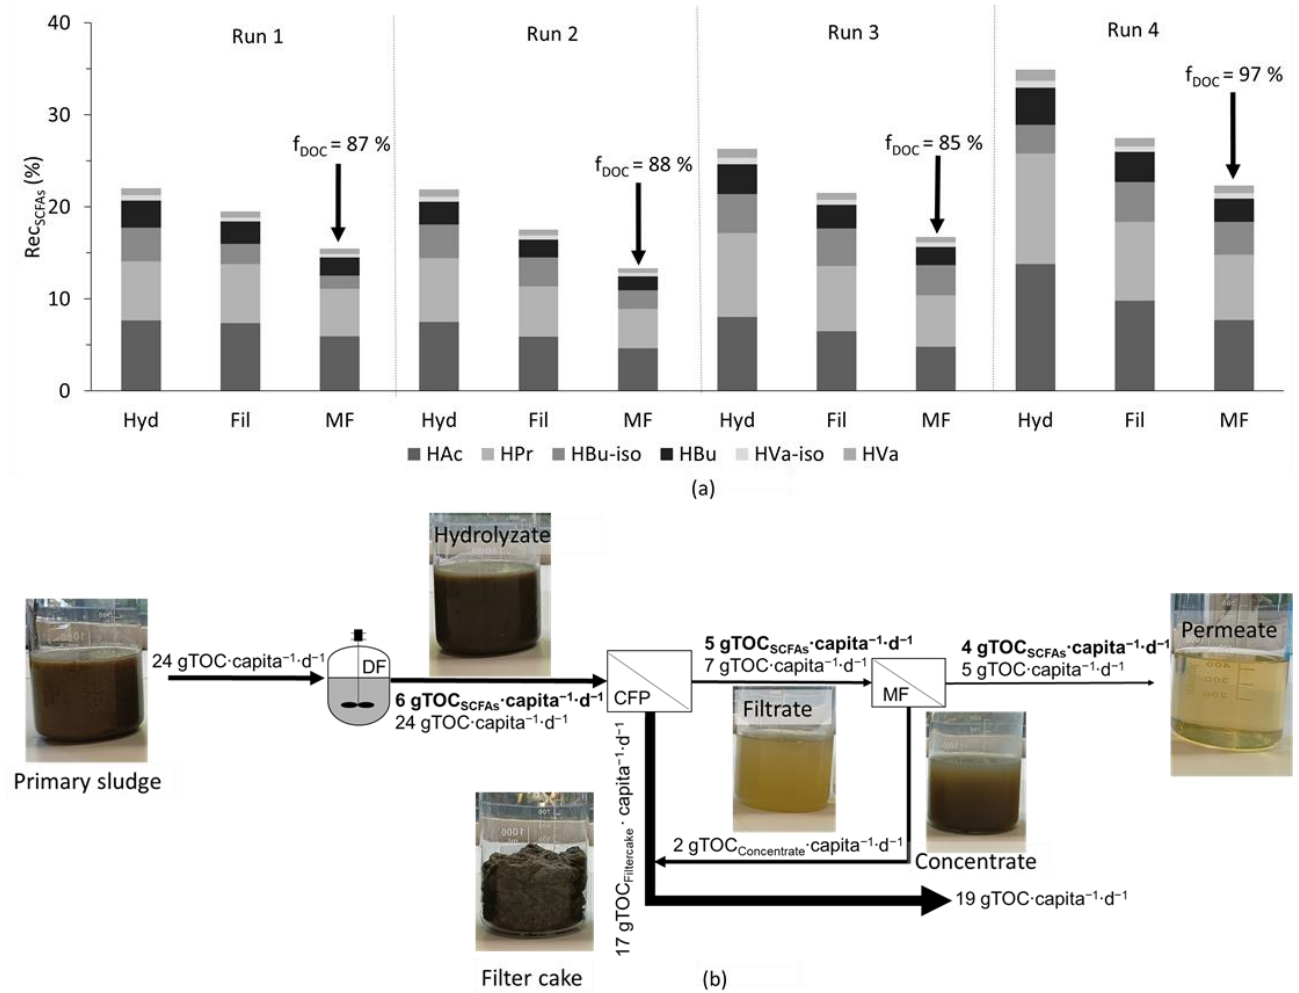 40
30
20
10
0
Rec_SCFAs (%)
Run 1
Run 2
Run 3
Run 4
f_DOC = 87 %
f_DOC = 88 %
f_DOC = 85 %
f_DOC = 97 %
Hyd Fil MF Hyd Fil MF Hyd Fil MF Hyd Fil MF
HAc HPr HBu-iso HBu HVa-iso HVa
(a)
Hydrolyzate
Primary sludge
24 gTOC·capita⁻¹·d⁻¹
DF
6 gTOC_SCFAs·capita⁻¹·d⁻¹
24 gTOC·capita⁻¹·d⁻¹
CFP
5 gTOC_SCFAs·capita⁻¹·d⁻¹
7 gTOC·capita⁻¹·d⁻¹
Filtrate
MF
4 gTOC_SCFAs·capita⁻¹·d⁻¹
5 gTOC·capita⁻¹·d⁻¹
Permeate
17 gTOC_Filtercake · capita⁻¹·d⁻¹
2 gTOC_Concentrate·capita⁻¹·d⁻¹
Concentrate
19 gTOC·capita⁻¹·d⁻¹
Filter cake
(b)